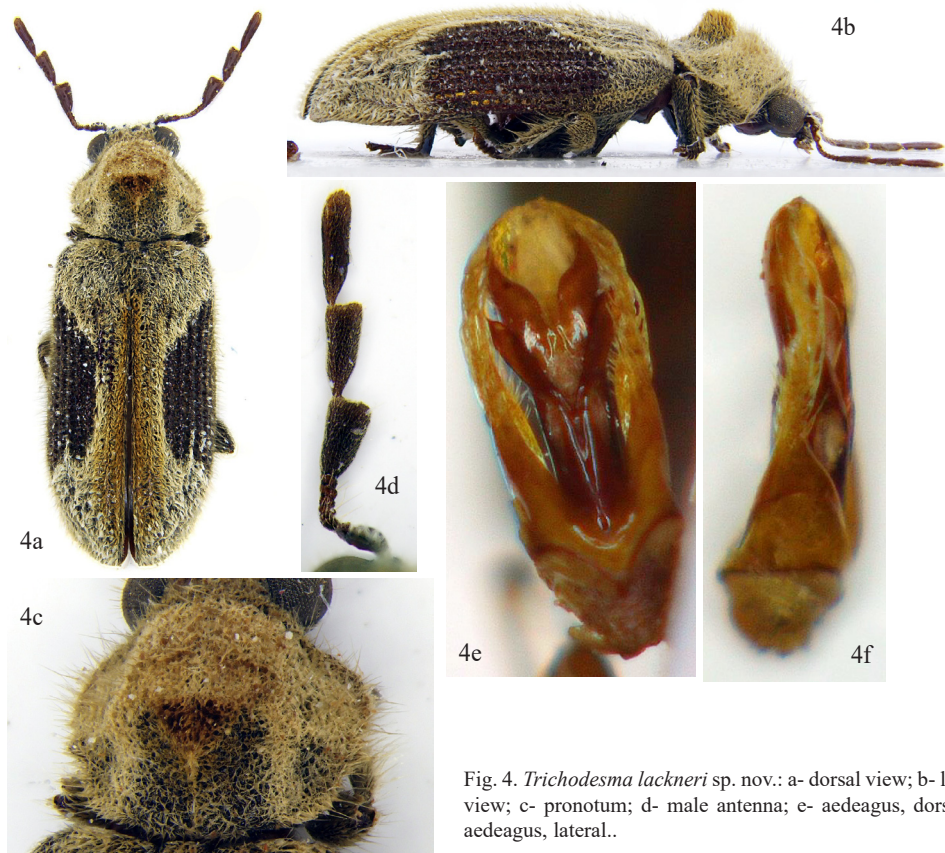 4a
4b
4c
4d
4e
4f
Fig. 4. Trichodesma lackneri sp. nov.: a- dorsal view; b-
view; c- pronotum; d- male antenna; e- aedeagus,
aedeagus, lateral..